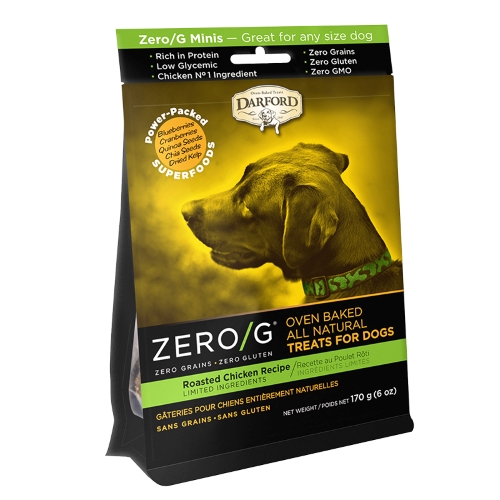 Zero/G Minis — Great for any size dog
• Rich in Protein
• Low Glycemic
• Chicken Nº1 Ingredient
• Zero Grains
• Zero Gluten
• Zero GMO
Oven Baked Treats
DARFORD
Power-Packed
Blueberries
Cranberries
Quinoa Seeds
Chia Seeds
Dried Kelp
SUPERFOODS
ZERO/G®
ZERO GRAINS • ZERO GLUTEN
OVEN BAKED
ALL NATURAL
TREATS FOR DOGS
Roasted Chicken Recipe / Recette au Poulet Rôti
LIMITED INGREDIENTS / INGRÉDIENTS LIMITÉS
GÂTERIES POUR CHIENS ENTIÈREMENT NATURELLES
SANS GRAINS • SANS GLUTEN
NET WEIGHT / POIDS NET 170 g (6 oz)